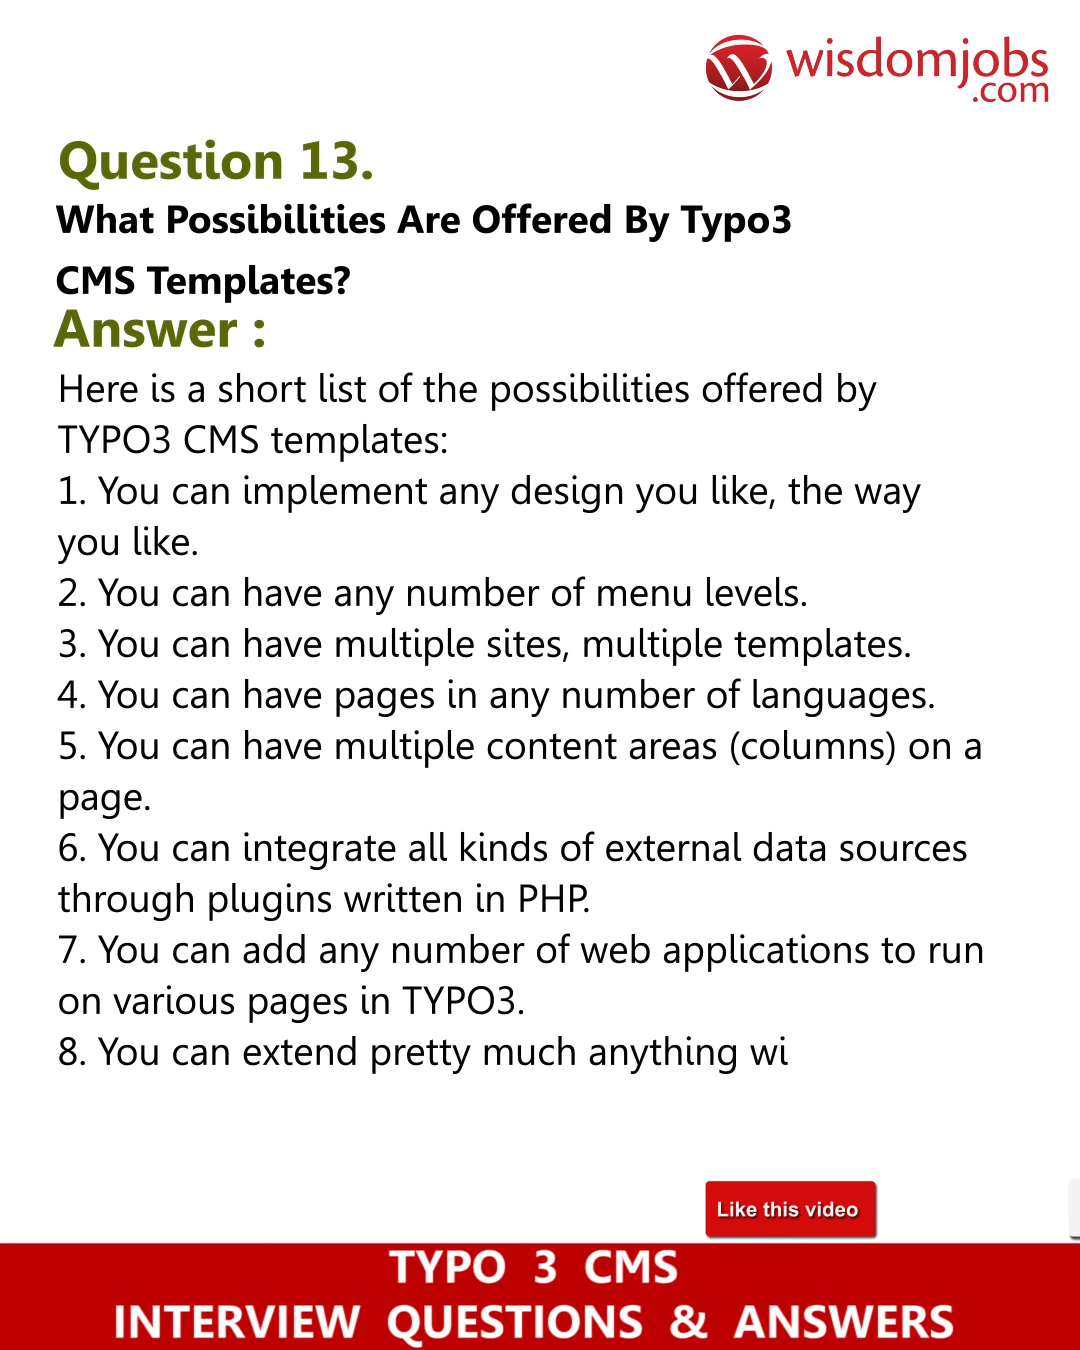 wisdomjobs
.com
Question 13.
What Possibilities Are Offered By Typo3
CMS Templates?
Answer :
Here is a short list of the possibilities offered by
TYPO3 CMS templates:
1. You can implement any design you like, the way
you like.
2. You can have any number of menu levels.
3. You can have multiple sites, multiple templates.
4. You can have pages in any number of languages.
5. You can have multiple content areas (columns) on a
page.
6. You can integrate all kinds of external data sources
through plugins written in PHP.
7. You can add any number of web applications to run
on various pages in TYPO3.
8. You can extend pretty much anything wi
Like this video
TYPO 3 CMS
INTERVIEW QUESTIONS & ANSWERS